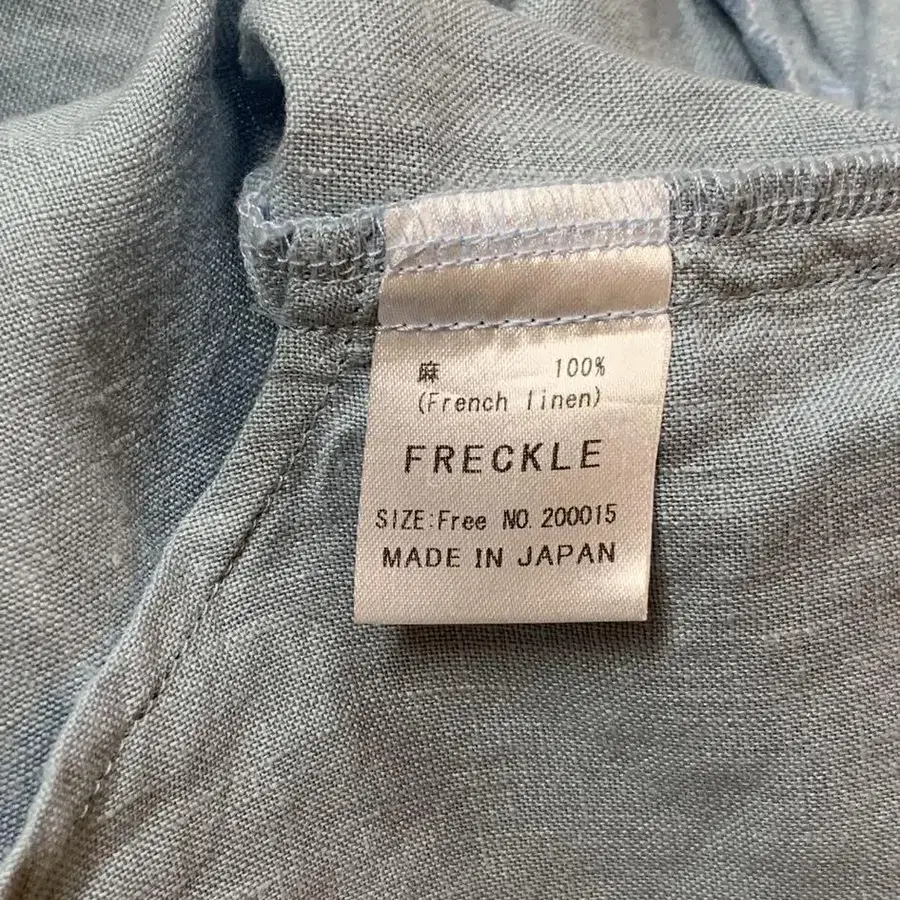 麻 100%
(French linen)
FRECKLE
SIZE:Free NO.200015
MADE IN JAPAN